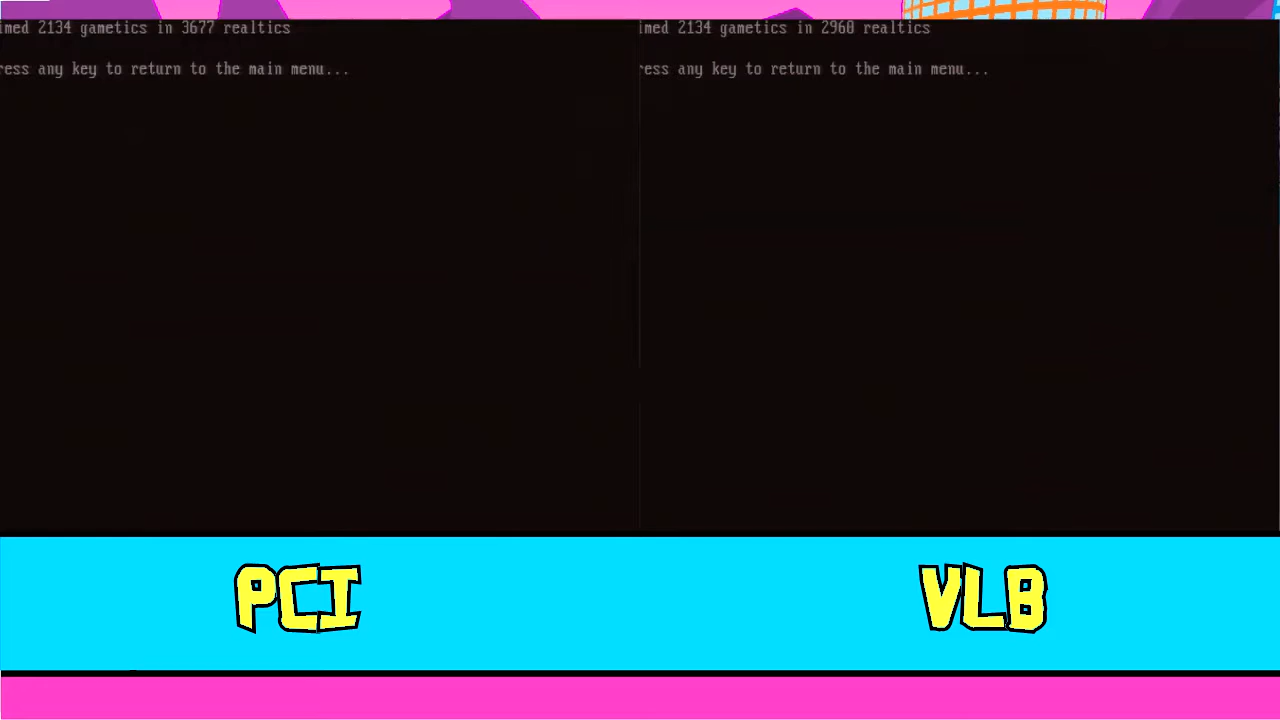 imed 2134 gametics in 3677 realtics
ress any key to return to the main menu...
imed 2134 gametics in 2960 realtics
ress any key to return to the main menu...
PCI
VLB